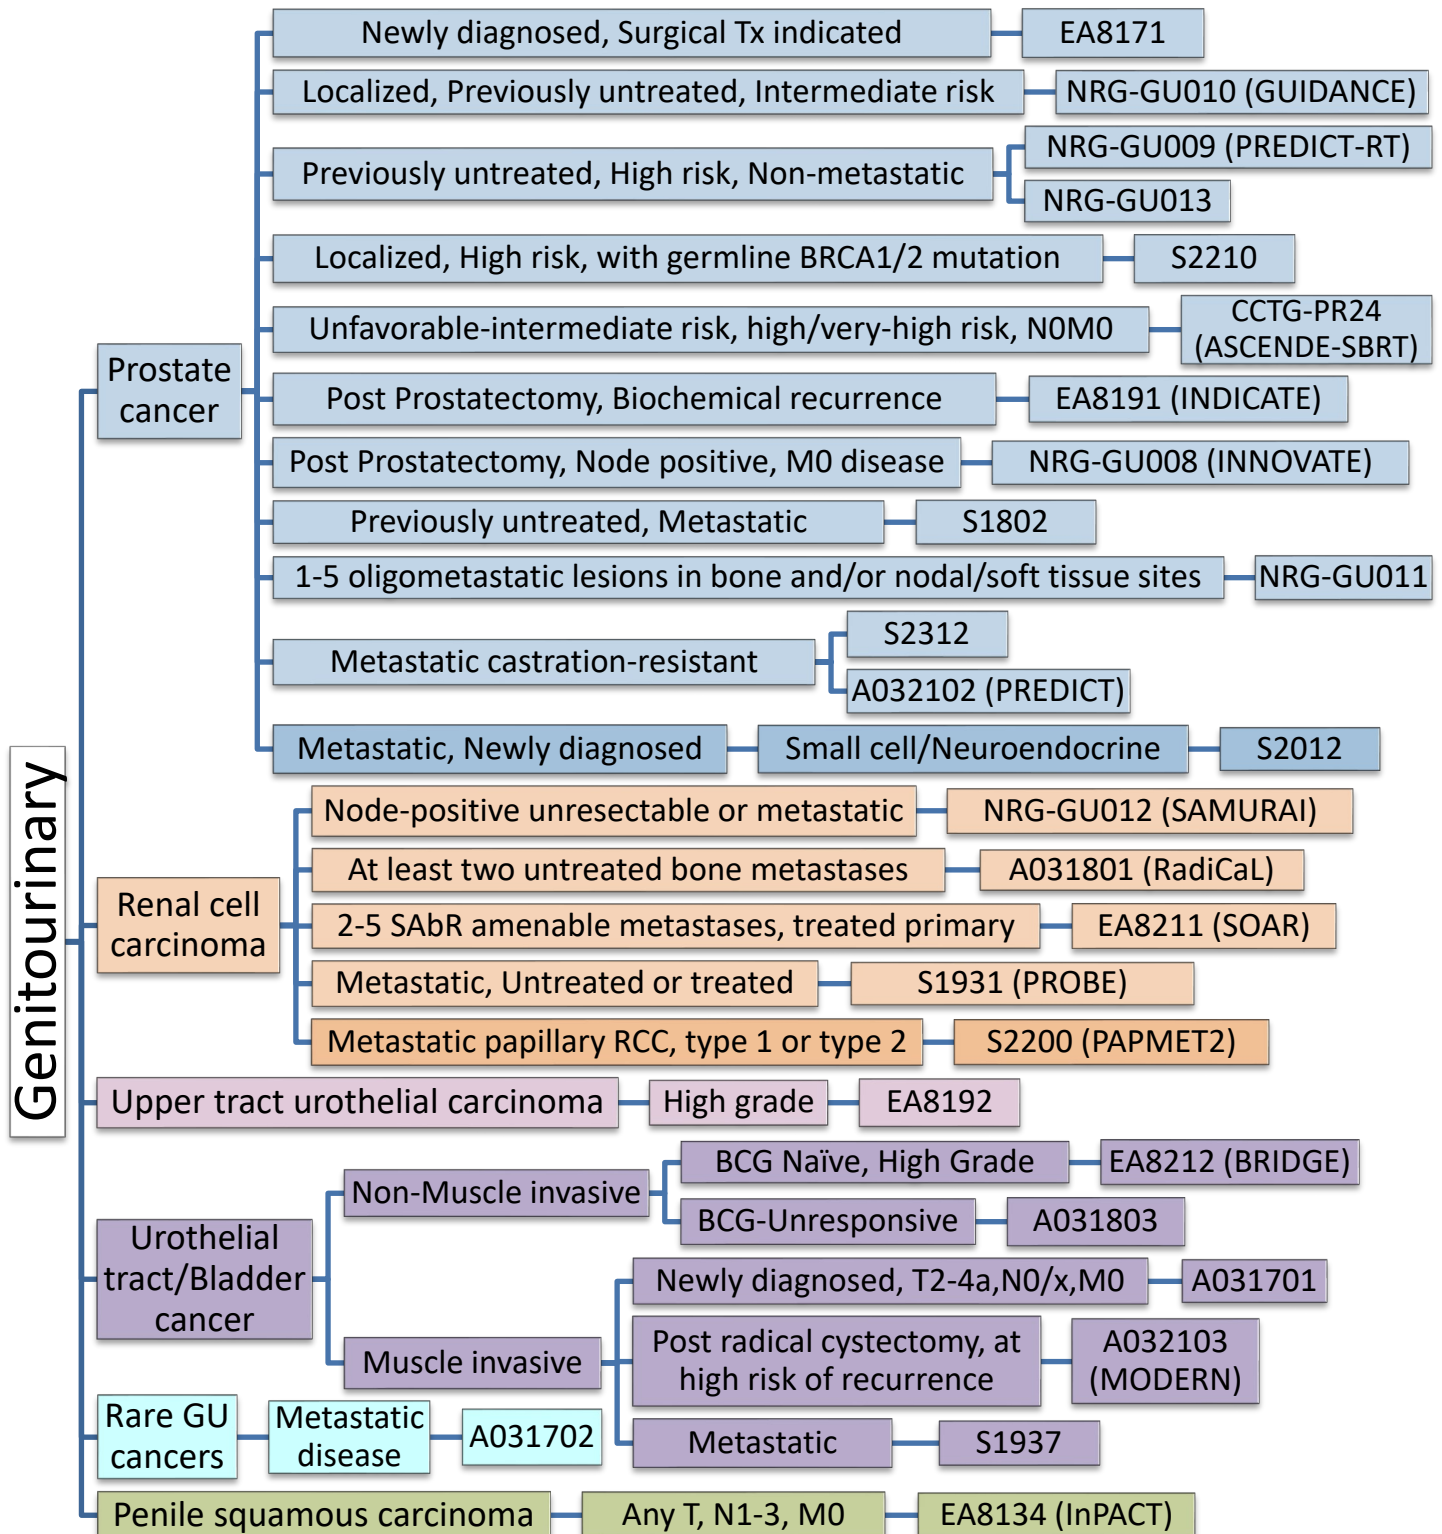 Genitourinary
Prostate
cancer
Newly diagnosed, Surgical Tx indicated
EA8171
Localized, Previously untreated, Intermediate risk
NRG-GU010 (GUIDANCE)
Previously untreated, High risk, Non-metastatic
NRG-GU009 (PREDICT-RT)
NRG-GU013
Localized, High risk, with germline BRCA1/2 mutation
S2210
Unfavorable-intermediate risk, high/very-high risk, N0M0
CCTG-PR24
(ASCENDE-SBRT)
Post Prostatectomy, Biochemical recurrence
EA8191 (INDICATE)
Post Prostatectomy, Node positive, M0 disease
NRG-GU008 (INNOVATE)
Previously untreated, Metastatic
S1802
1-5 oligometastatic lesions in bone and/or nodal/soft tissue sites
NRG-GU011
Metastatic castration-resistant
S2312
A032102 (PREDICT)
Metastatic, Newly diagnosed
Small cell/Neuroendocrine
S2012
Renal cell
carcinoma
Node-positive unresectable or metastatic
NRG-GU012 (SAMURAI)
At least two untreated bone metastases
A031801 (RadiCaL)
2-5 SAbR amenable metastases, treated primary
EA8211 (SOAR)
Metastatic, Untreated or treated
S1931 (PROBE)
Metastatic papillary RCC, type 1 or type 2
S2200 (PAPMET2)
Upper tract urothelial carcinoma
High grade
EA8192
Urothelial
tract/Bladder
cancer
Non-Muscle invasive
BCG Naïve, High Grade
EA8212 (BRIDGE)
BCG-Unresponsive
A031803
Muscle invasive
Newly diagnosed, T2-4a,N0/x,M0
A031701
Post radical cystectomy, at
high risk of recurrence
A032103
(MODERN)
Metastatic
S1937
Rare GU
cancers
Metastatic
disease
A031702
Penile squamous carcinoma
Any T, N1-3, M0
EA8134 (InPACT)